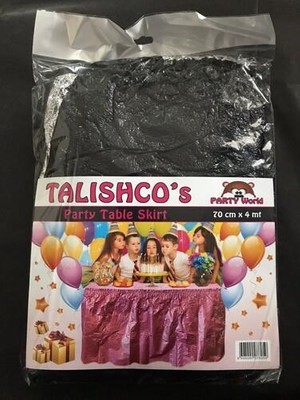 TALISHCO's
PARTY World
Party Table Skirt
70 cm x 4 mt